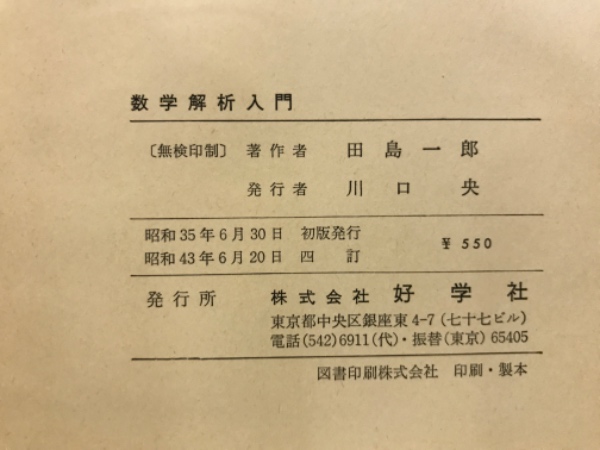 数学解析入門
〔無検印制〕 著作者 田島一郎
発行者 川口央
昭和35年6月30日 初版発行
¥550
昭和43年6月20日 四訂
発行所 株式会社 好学社
東京都中央区銀座東4-7(七十七ビル)
電話(542)6911(代)・振替(東京)65405
図書印刷株式会社 印刷・製本